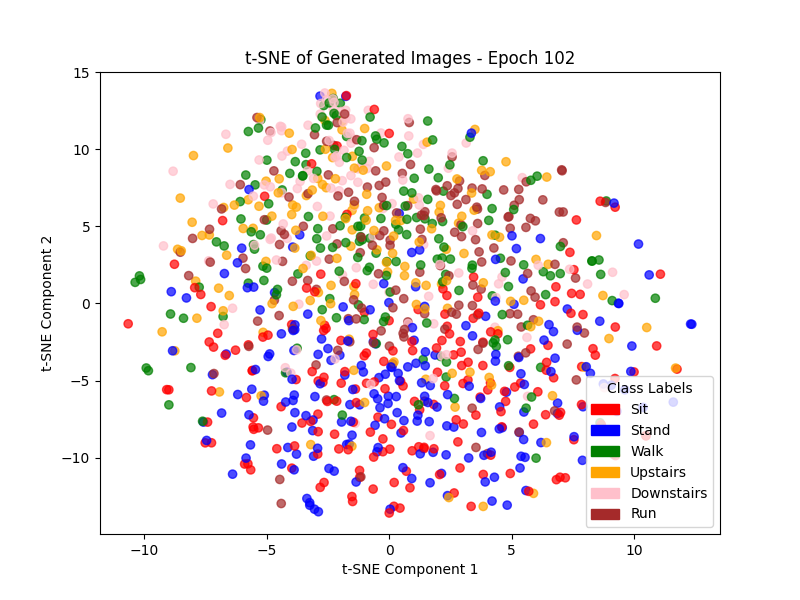 t-SNE of Generated Images - Epoch 102
t-SNE Component 2
15
10
5
0
−5
−10
−10
−5
0
5
10
t-SNE Component 1
Class Labels
Sit
Stand
Walk
Upstairs
Downstairs
Run